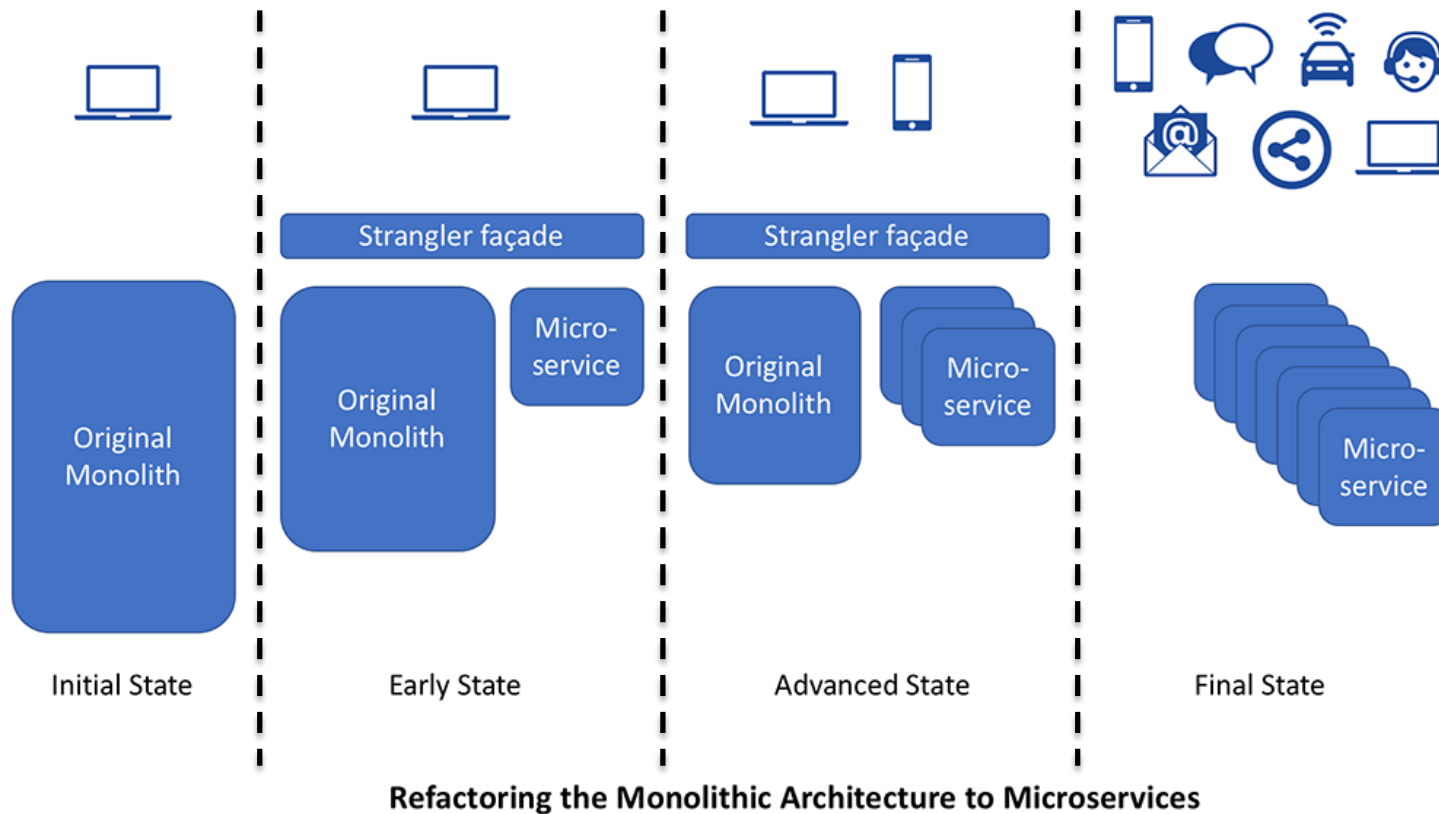 Strangler façade
Strangler façade
Original
Monolith
Original
Monolith
Micro-
service
Original
Monolith
Micro-
service
Micro-
service
@
Initial State
Early State
Advanced State
Final State
Refactoring the Monolithic Architecture to Microservices